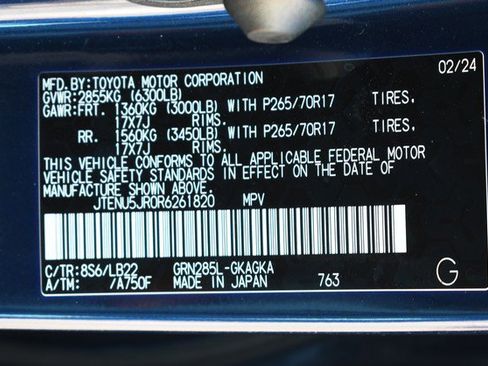 MFD.BY:TOYOTA MOTOR CORPORATION 02/24
GVWR:2855KG (6300LB)
GAWR:FRT. 1360KG (3000LB) WITH P265/70R17 TIRES,
17X7J RIMS.
RR. 1560KG (3450LB) WITH P265/70R17 TIRES,
17X7J RIMS.
THIS VEHICLE CONFORMS TO ALL APPLICABLE FEDERAL MOTOR
VEHICLE SAFETY STANDARDS IN EFFECT ON THE DATE OF
MANUFACTURE SHOWN ABOVE.
JTENU5JR0R6261820 MPV
C/TR:8S6/LB22 GRN285L-GKAGKA
A/TM: /A750F MADE IN JAPAN 763 G